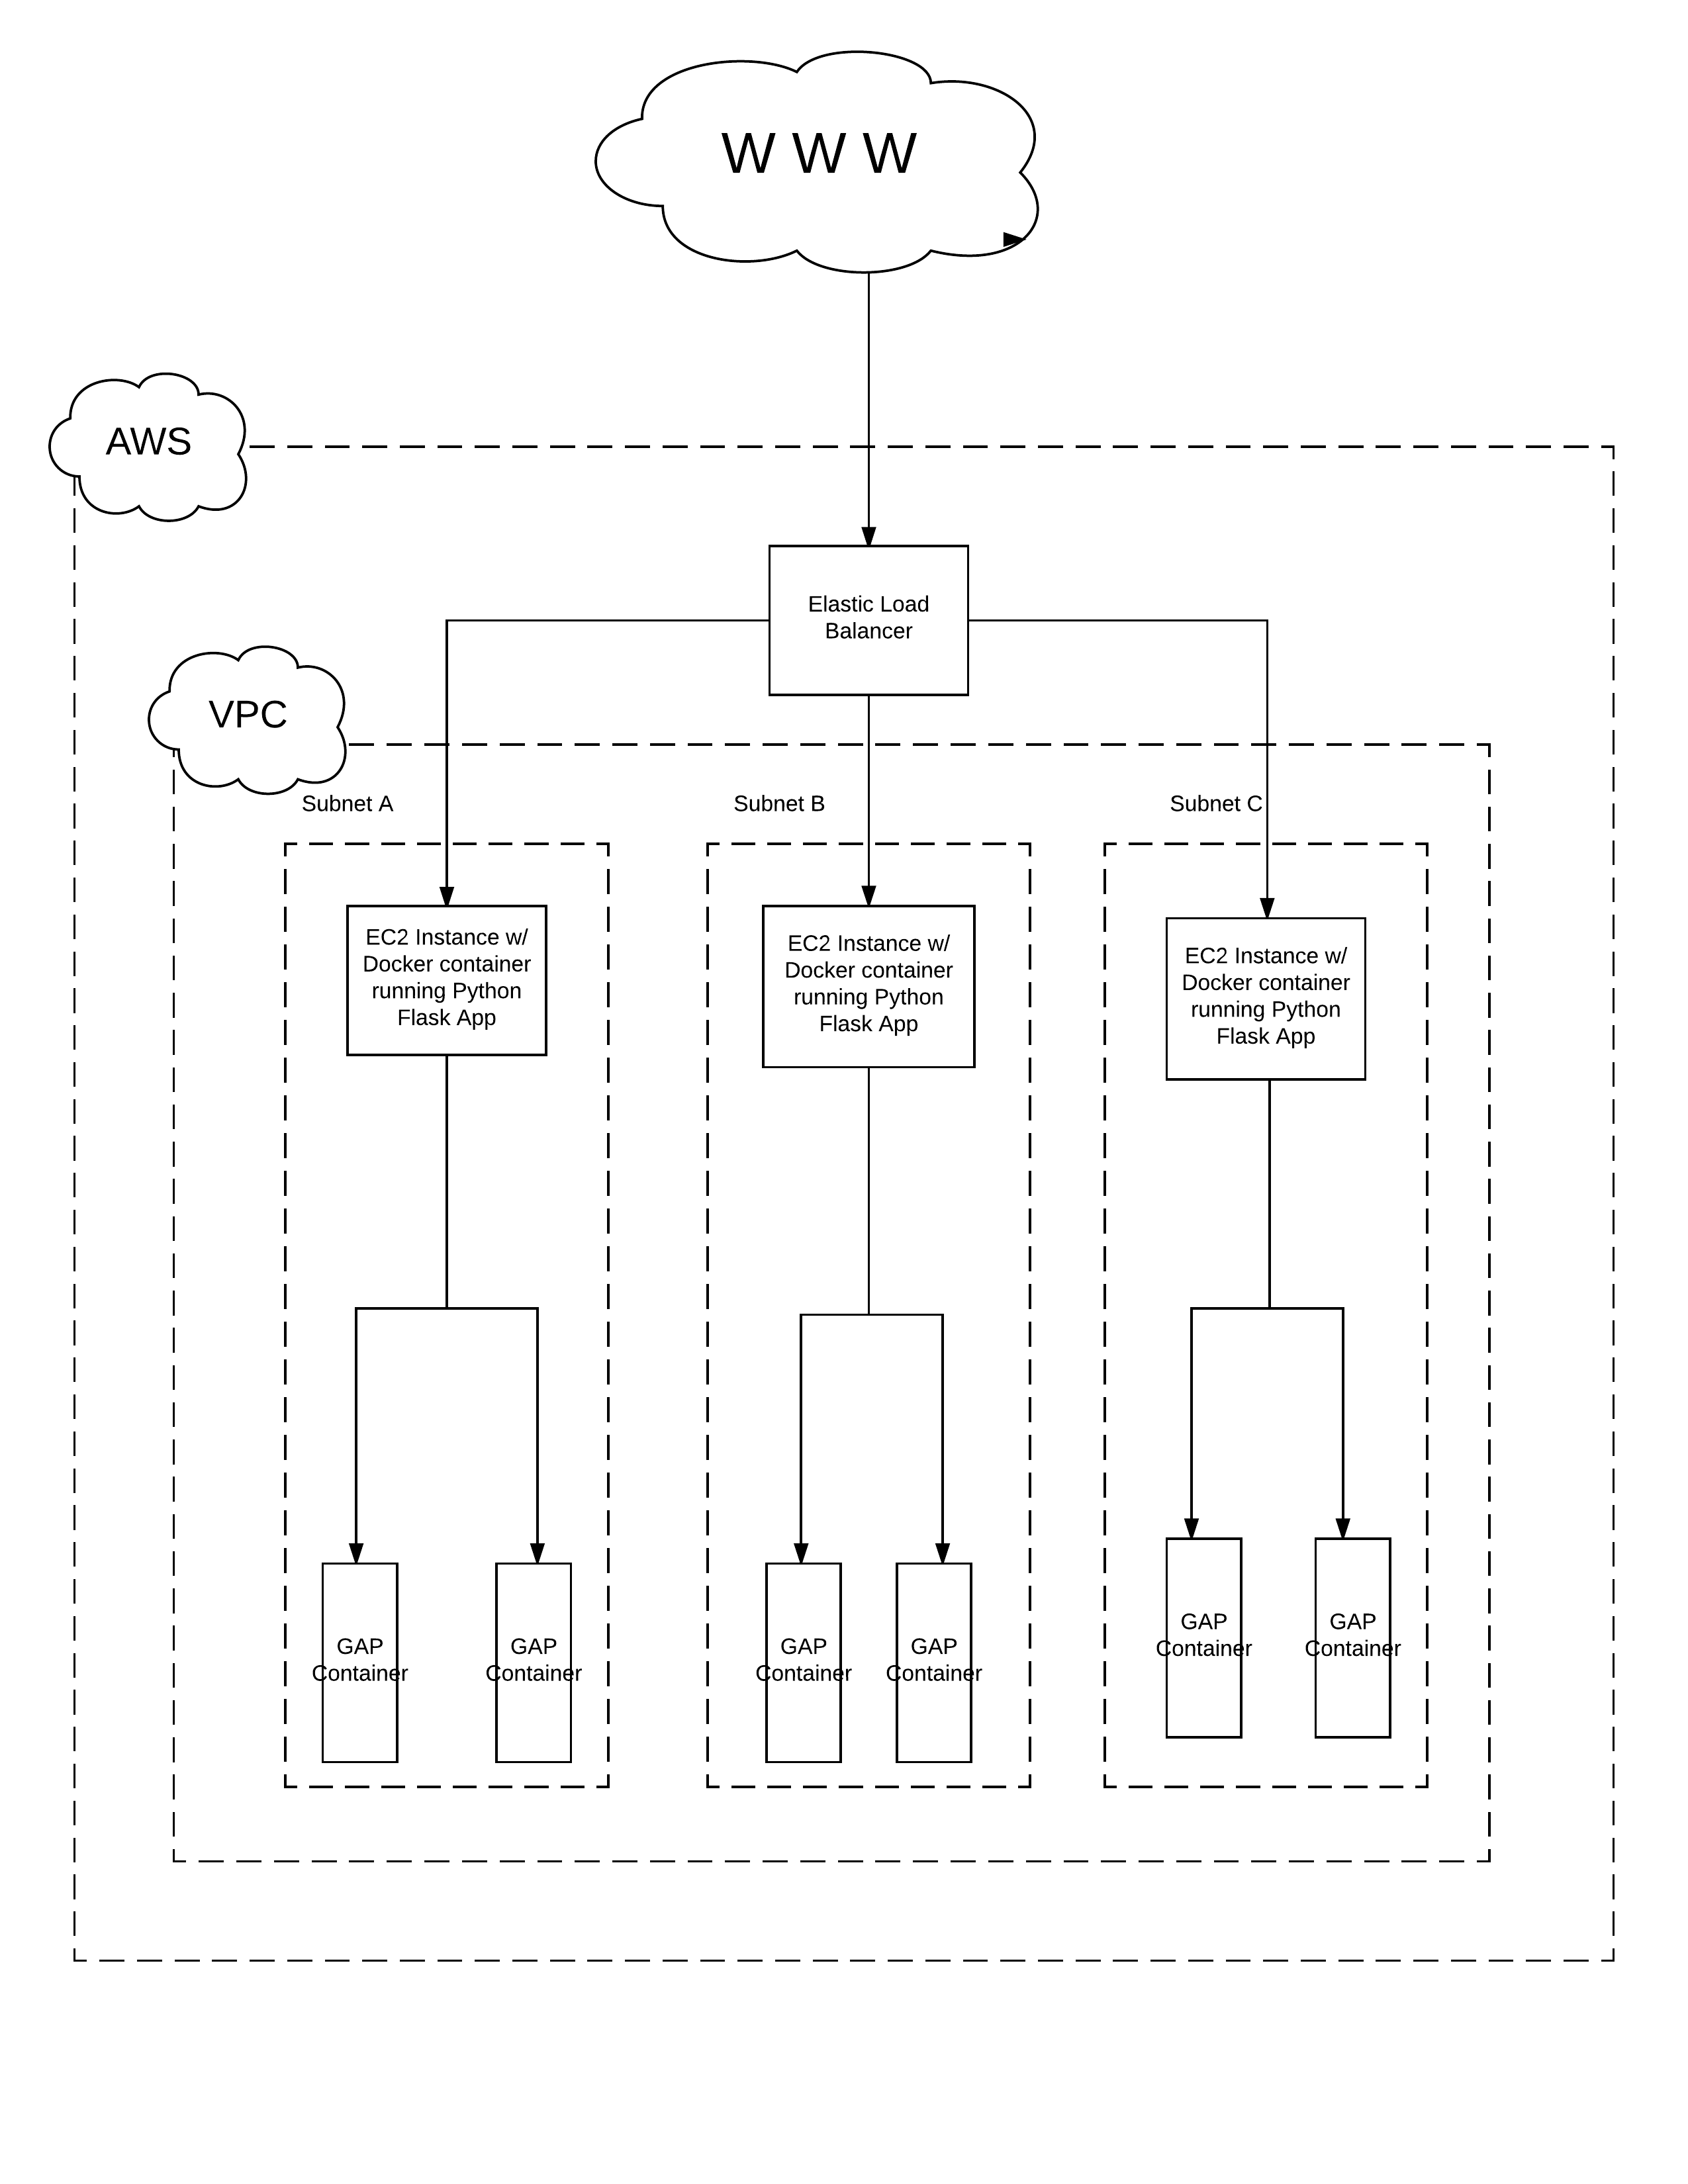 W W W
AWS
Elastic Load
Balancer
VPC
Subnet A
Subnet B
Subnet C
EC2 Instance w/
Docker container
running Python
Flask App
EC2 Instance w/
Docker container
running Python
Flask App
EC2 Instance w/
Docker container
running Python
Flask App
GAP
Container
GAP
Container
GAP
Container
GAP
Container
GAP
Container
GAP
Container